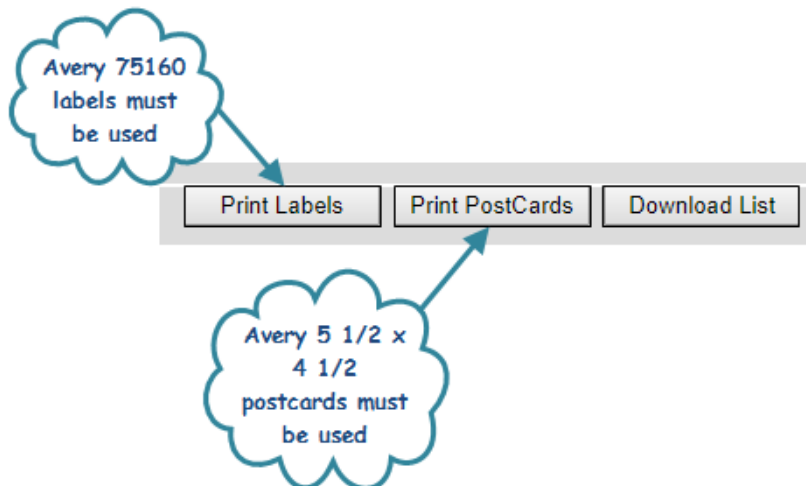 Avery 75160
labels must
be used
Print Labels
Print PostCards
Download List
Avery 5 1/2 x
4 1/2
postcards must
be used